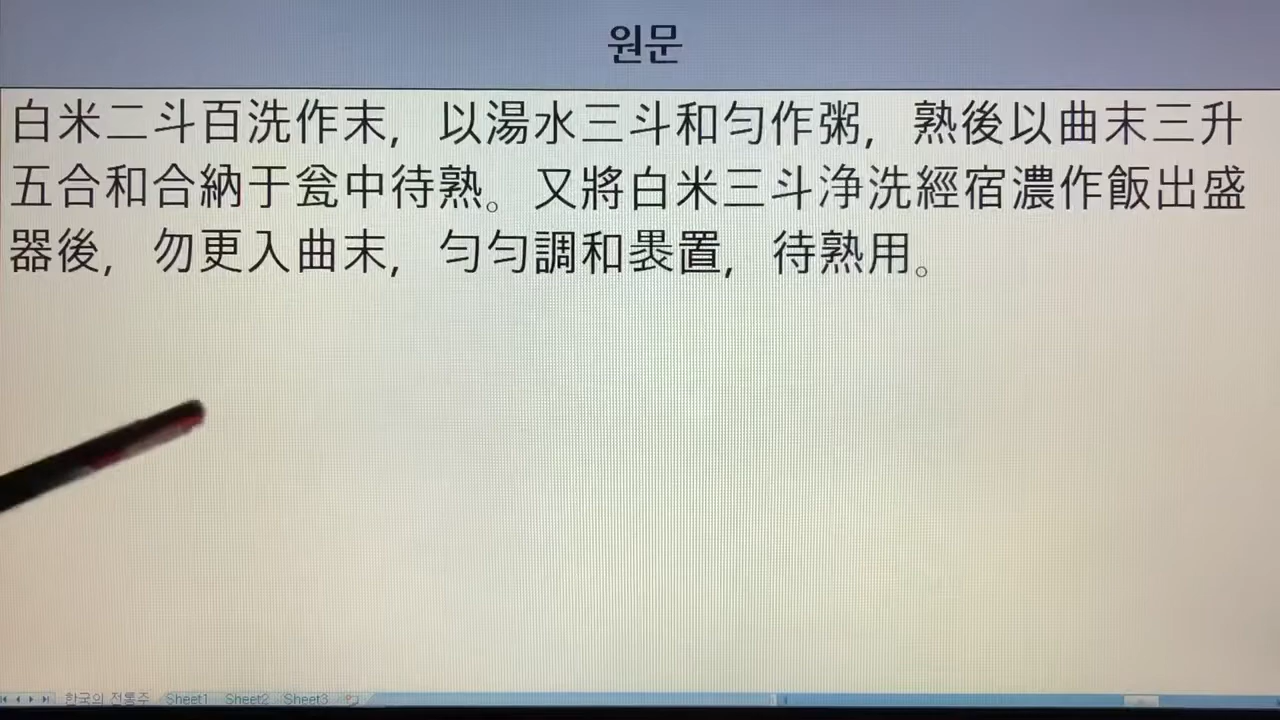 원문
白米二斗百洗作末, 以湯水三斗和匀作粥, 熟後以曲末三升
五合和合納于瓮中待熟。又將白米三斗浄洗經宿濃作飯出盛
器後, 勿更入曲末, 匀匀調和褁置, 待熟用。
한국의 전통주 Sheet1 Sheet2 Sheet3